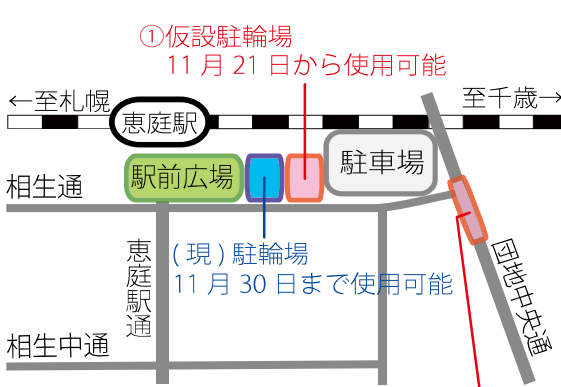 ①仮設駐輪場
11月21日から使用可能
←至札幌
至千歳→
恵庭駅
駅前広場
駐車場
相生通
(現)駐輪場
11月30日まで使用可能
恵庭駅通
団地中央通
相生中通